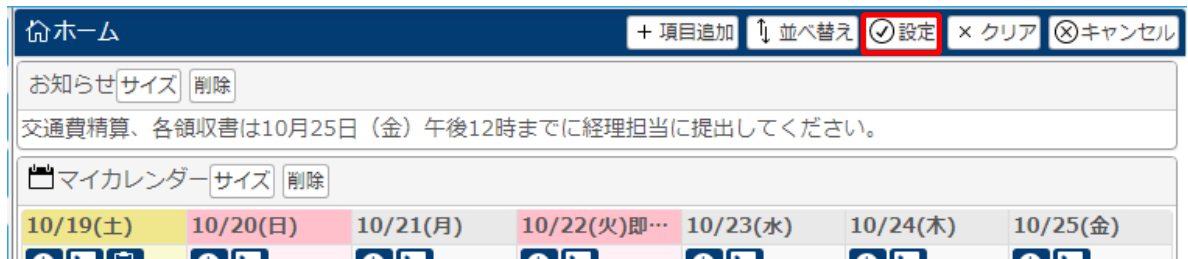 ホーム + 項目追加 並べ替え 設定 × クリア キャンセル
お知らせ サイズ 削除
交通費精算、各領収書は10月25日（金）午後12時までに経理担当に提出してください。
マイカレンダー サイズ 削除
10/19(土) 10/20(日) 10/21(月) 10/22(火)即… 10/23(水) 10/24(木) 10/25(金)